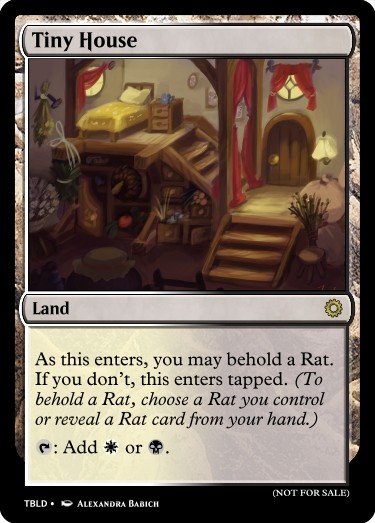 Tiny House
Land
As this enters, you may behold a Rat.
If you don't, this enters tapped. (To
behold a Rat, choose a Rat you control
or reveal a Rat card from your hand.)
: Add or .
TBLD • Alexandra Babich
(NOT FOR SALE)